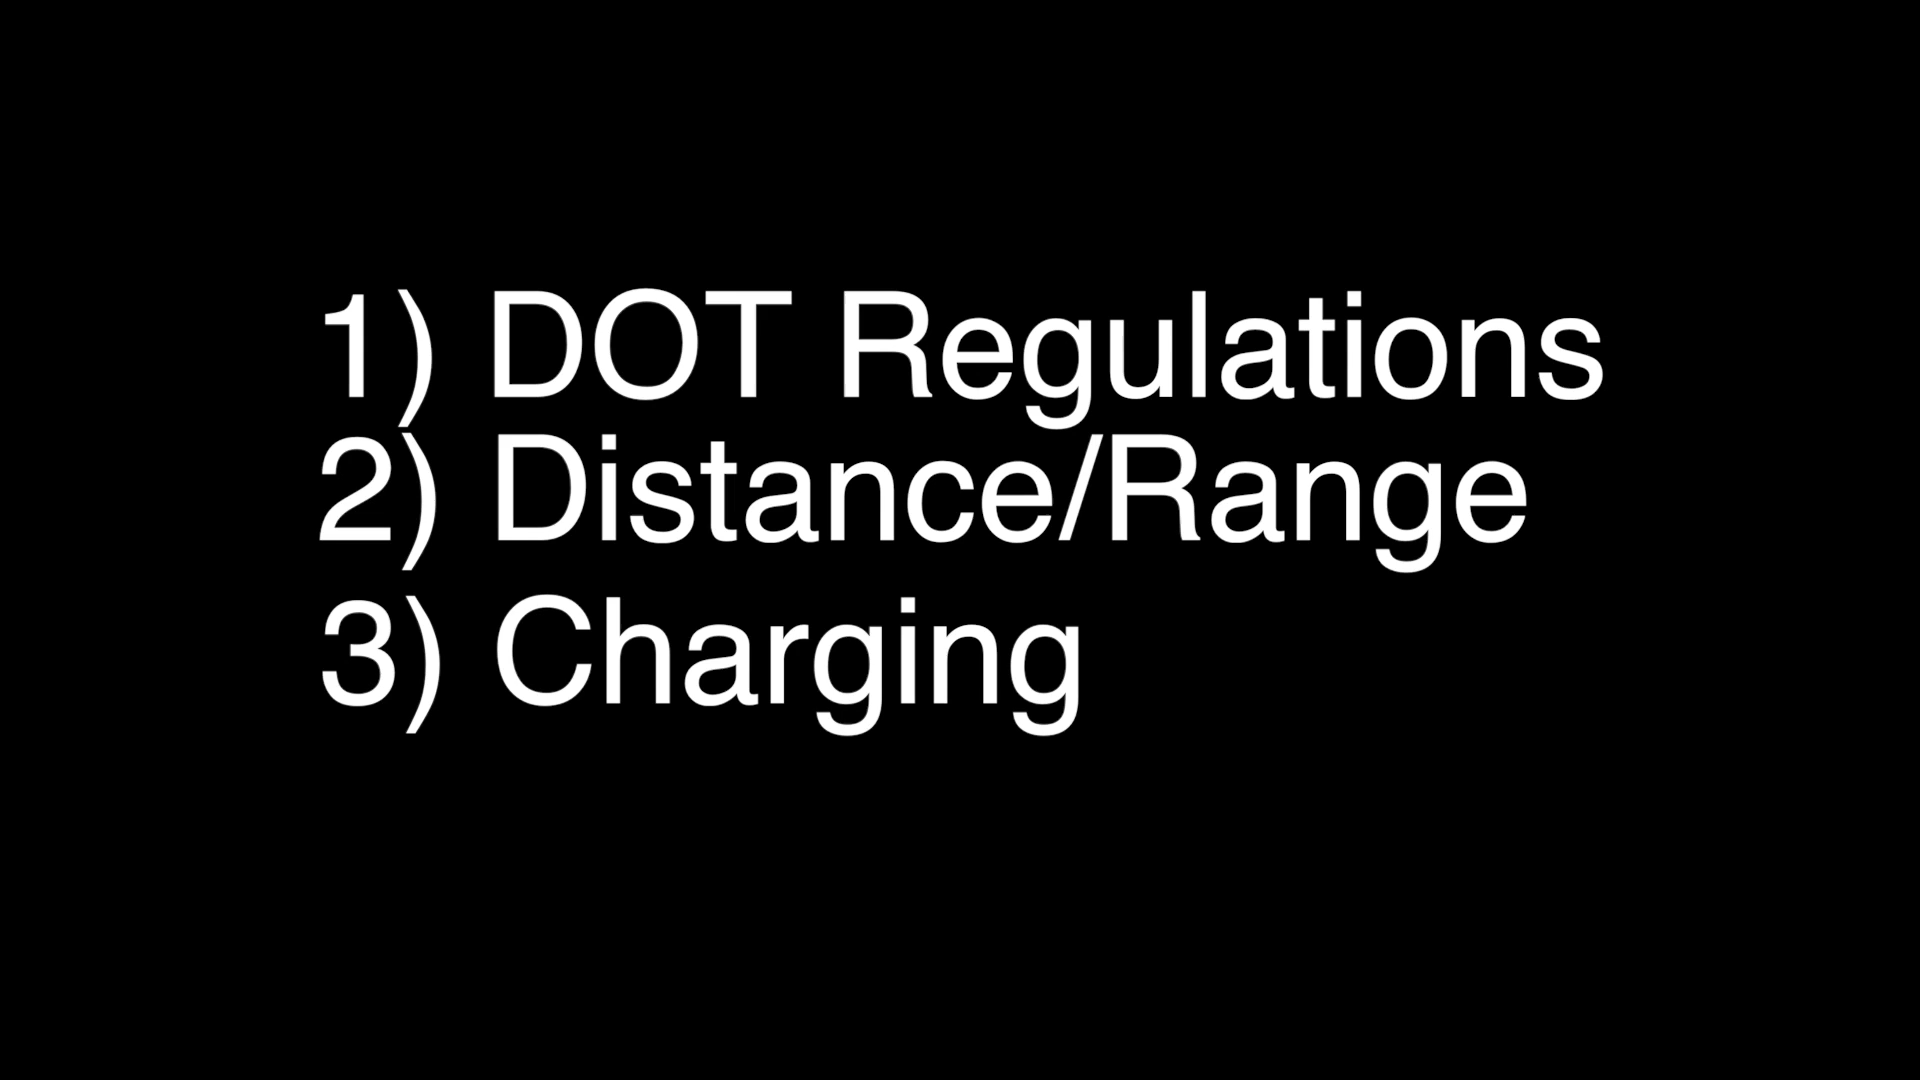 1) DOT Regulations
2) Distance/Range
3) Charging